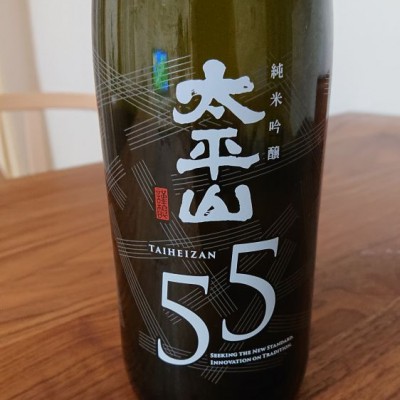 純米吟醸
太平山
TAIHEIZAN
55
SEEKING THE NEW STANDARD,
INNOVATION ON TRADITION.